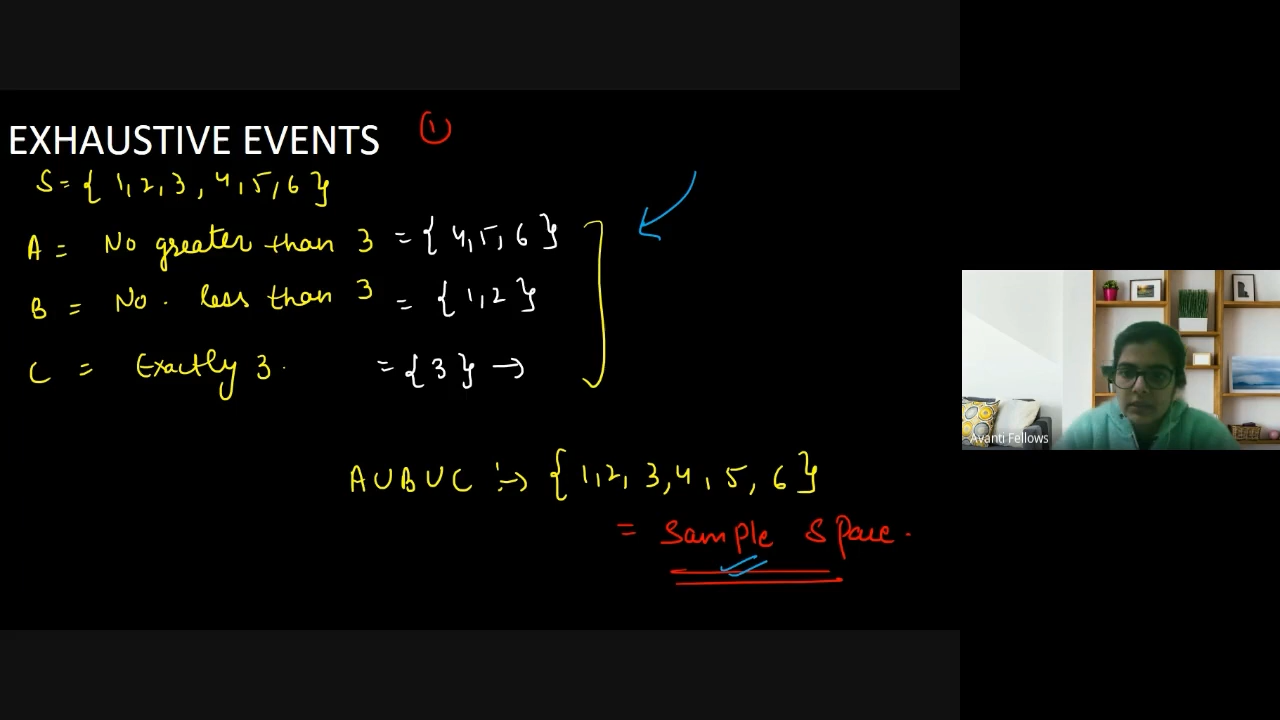 EXHAUSTIVE EVENTS ①
S = { 1, 2, 3, 4, 5, 6 }
A = No greater than 3 = { 4, 5, 6 }
B = No. less than 3 = { 1, 2 }
C = Exactly 3. = { 3 } →
A ∪ B ∪ C :→ { 1, 2, 3, 4, 5, 6 }
= Sample Space.
Avanti Fellows